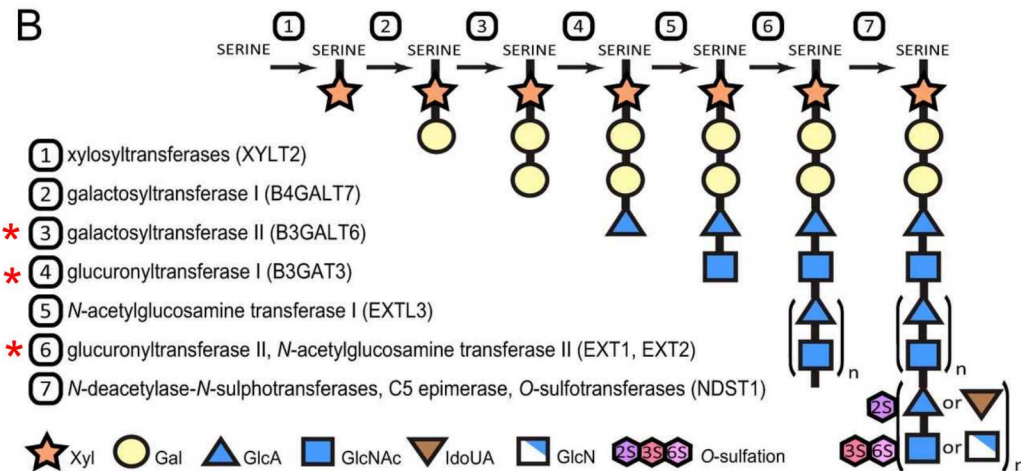 B
1 2 3 4 5 6 7
SERINE SERINE SERINE SERINE SERINE SERINE SERINE SERINE
1 xylosyltransferases (XYLT2)
2 galactosyltransferase I (B4GALT7)
* 3 galactosyltransferase II (B3GALT6)
* 4 glucuronyltransferase I (B3GAT3)
5 N-acetylglucosamine transferase I (EXTL3)
* 6 glucuronyltransferase II, N-acetylglucosamine transferase II (EXT1, EXT2)
n n
7 N-deacetylase-N-sulphotransferases, C5 epimerase, O-sulfotransferases (NDST1)
2S or
3S 6S or
n
Xyl Gal GlcA GlcNAc IdoUA GlcN 2S 3S 6S O-sulfation